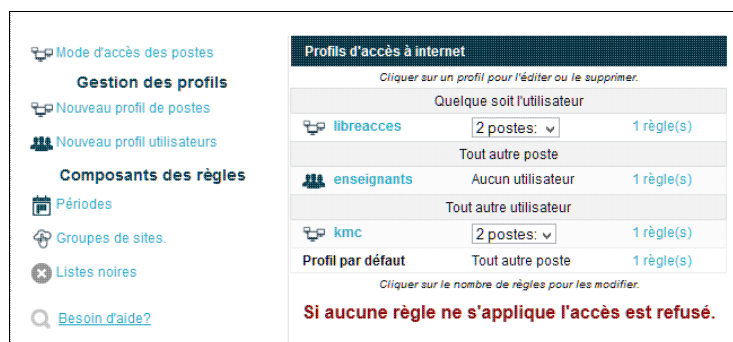 Mode d'accès des postes
Gestion des profils
Nouveau profil de postes
Nouveau profil utilisateurs
Composants des règles
Périodes
Groupes de sites.
Listes noires
Besoin d'aide?
Profils d'accès à internet
Cliquer sur un profil pour l'éditer ou le supprimer.
Quelque soit l'utilisateur
libreacces 2 postes: 1 règle(s)
Tout autre poste
enseignants Aucun utilisateur 1 règle(s)
Tout autre utilisateur
kmc 2 postes: 1 règle(s)
Profil par défaut Tout autre poste 1 règle(s)
Cliquer sur le nombre de règles pour les modifier.
Si aucune règle ne s'applique l'accès est refusé.